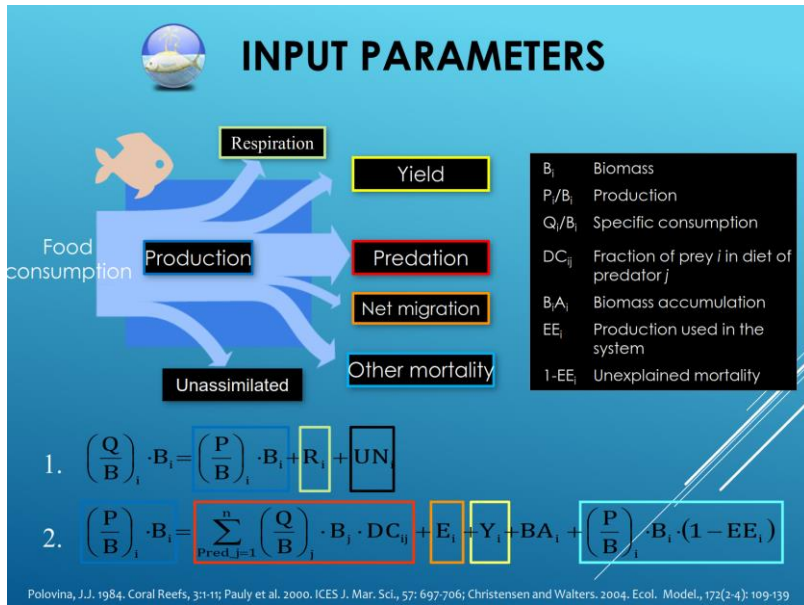 INPUT PARAMETERS
Respiration
Yield
Food
consumption
Production
Predation
Net migration
Unassimilated
Other mortality
Bᵢ Biomass
Pᵢ/Bᵢ Production
Qᵢ/Bᵢ Specific consumption
DCᵢⱼ Fraction of prey i in diet of
predator j
BᵢAᵢ Biomass accumulation
EEᵢ Production used in the
system
1-EEᵢ Unexplained mortality
1. (Q/B)ᵢ · Bᵢ = (P/B)ᵢ · Bᵢ + Rᵢ + UNᵢ
2. (P/B)ᵢ · Bᵢ = ∑ⁿ Pred_j=1 (Q/B)ⱼ · Bⱼ · DCᵢⱼ + Eᵢ + Yᵢ + BAᵢ + (P/B)ᵢ · Bᵢ · (1 − EEᵢ)
Polovina, J.J. 1984. Coral Reefs, 3:1-11; Pauly et al. 2000. ICES J. Mar. Sci., 57: 697-706; Christensen and Walters. 2004. Ecol. Model., 172(2-4): 109-139